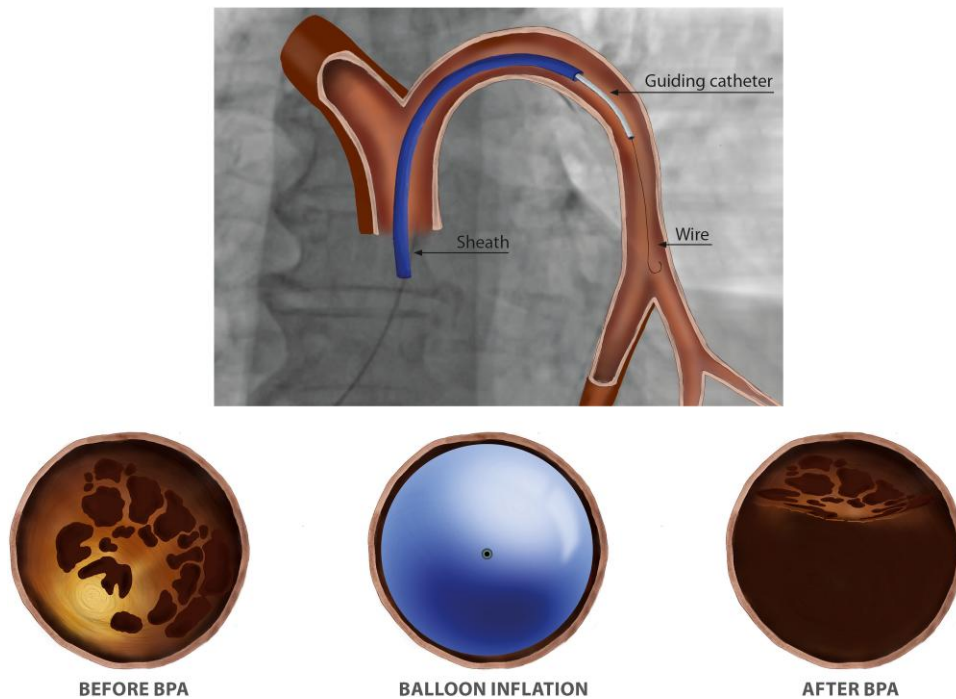 Guiding catheter
Sheath
Wire
BEFORE BPA
BALLOON INFLATION
AFTER BPA